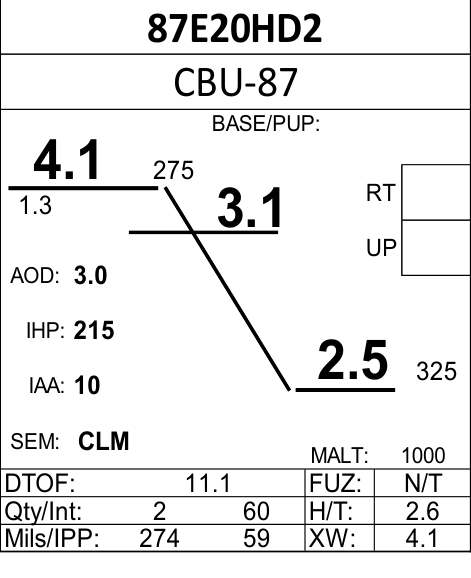 87E20HD2
CBU-87
BASE/PUP:
4.1 275
1.3 3.1 RT
UP
AOD: 3.0
IHP: 215
2.5 325
IAA: 10
SEM: CLM
MALT: 1000
DTOF: 11.1 FUZ: N/T
Qty/Int: 2 60 H/T: 2.6
Mils/IPP: 274 59 XW: 4.1